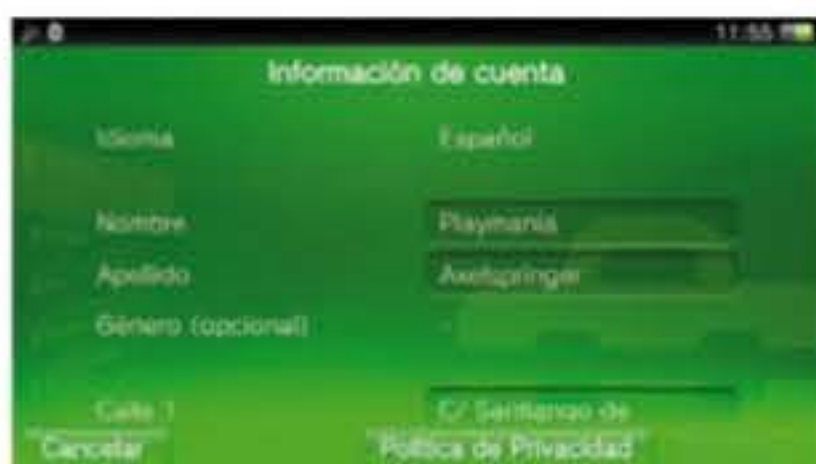 11:55
Información de cuenta
Idioma Español
Nombre Playmanía
Apellido Axelspringer
Género (opcional) -
Calle 1 C/ Santiango de
Cancelar Política de Privacidad